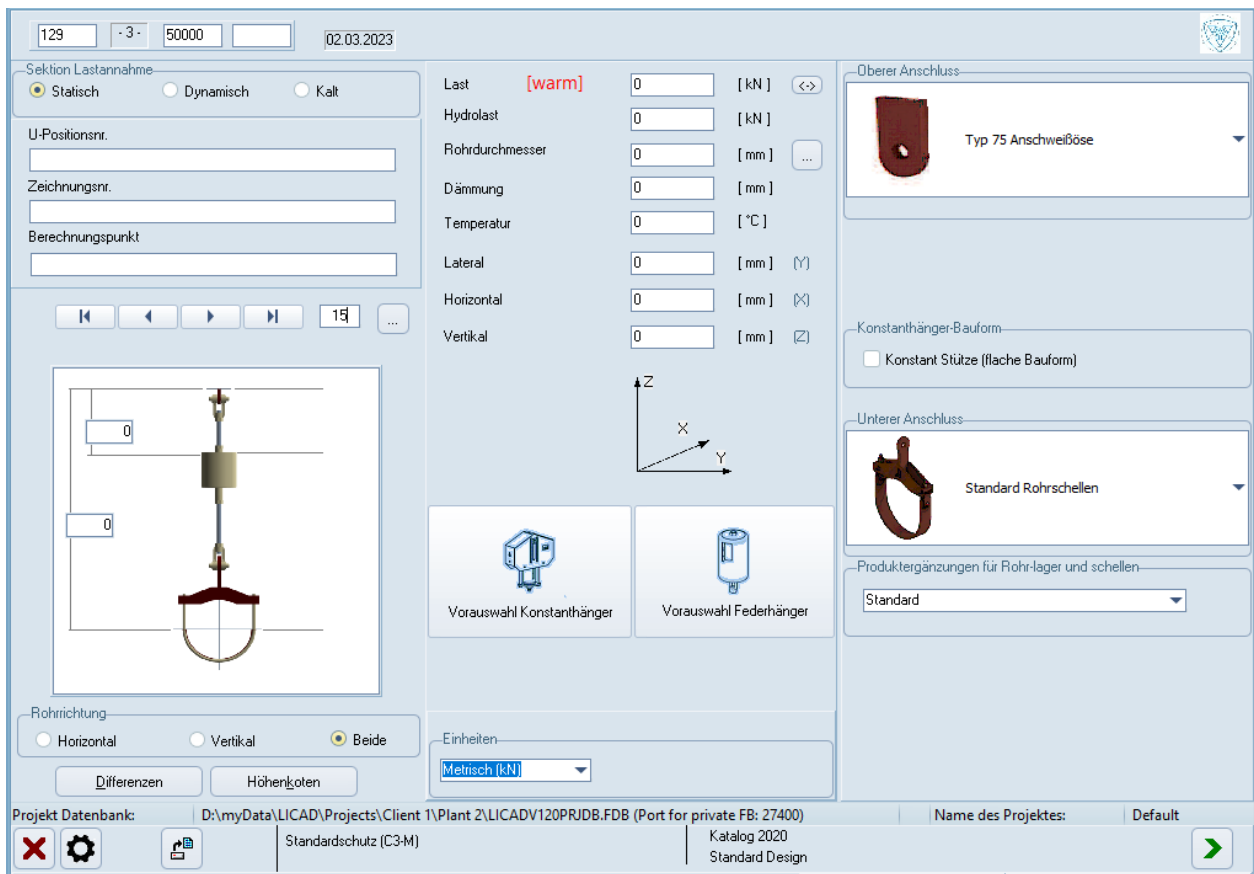 129 - 3 - 50000
02.03.2023
Sektion Lastannahme
Statisch Dynamisch Kalt
U-Positionsnr.
Zeichnungsnr.
Berechnungspunkt
15 ...
0
0
Rohrrichtung
Horizontal Vertikal Beide
Differenzen Höhenkoten
Last [warm] 0 [ kN ] <->
Hydrolast 0 [ kN ]
Rohrdurchmesser 0 [ mm ] ...
Dämmung 0 [ mm ]
Temperatur 0 [ °C ]
Lateral 0 [ mm ] (Y)
Horizontal 0 [ mm ] (X)
Vertikal 0 [ mm ] (Z)
Z
X
Y
Vorauswahl Konstanthänger Vorauswahl Federhänger
Einheiten
Metrisch (kN)
Oberer Anschluss
Typ 75 Anschweißöse
Konstanthänger-Bauform
Konstant Stütze (flache Bauform)
Unterer Anschluss
Standard Rohrschellen
Produktergänzungen für Rohr-lager und schellen
Standard
Projekt Datenbank: D:\myData\LICAD\Projects\Client 1\Plant 2\LICADV120PRJDB.FDB (Port for private FB: 27400) Name des Projektes: Default
Standardschutz (C3-M)
Katalog 2020
Standard Design